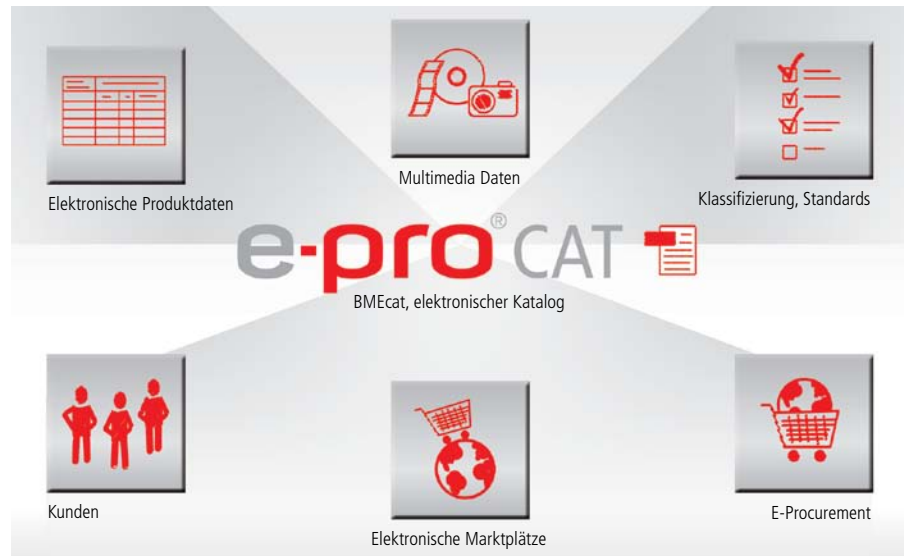 Multimedia Daten
Elektronische Produktdaten
Klassifizierung, Standards
e-pro® CAT
BMEcat, elektronischer Katalog
Kunden
Elektronische Marktplätze
E-Procurement